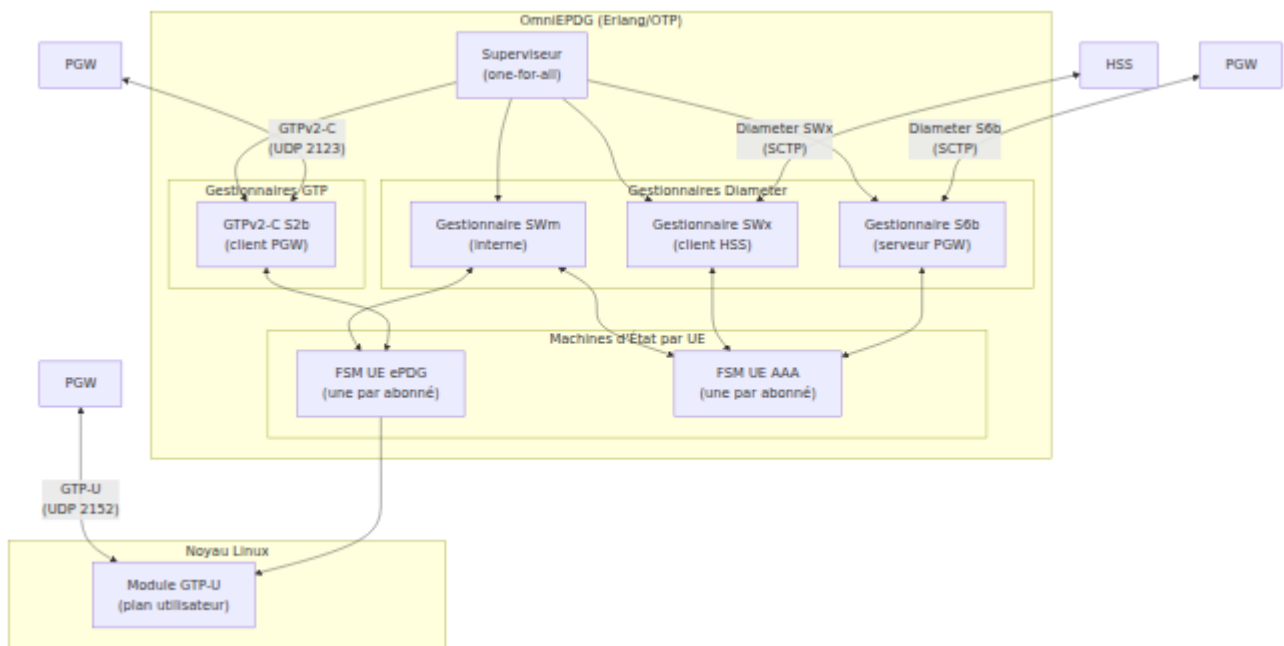 OmniEPDG (Erlang/OTP)
Superviseur
(one-for-all)
PGW
HSS
PGW
GTPv2-C
(UDP 2123)
Diameter SWx
(SCTP)
Diameter S6b
(SCTP)
Gestionnaires GTP
Gestionnaires Diameter
GTPv2-C S2b
(client PGW)
Gestionnaire SWm
(interne)
Gestionnaire SWx
(client HSS)
Gestionnaire S6b
(serveur PGW)
Machines d'État par UE
FSM UE ePDG
(une par abonné)
FSM UE AAA
(une par abonné)
PGW
GTP-U
(UDP 2152)
Noyau Linux
Module GTP-U
(plan utilisateur)